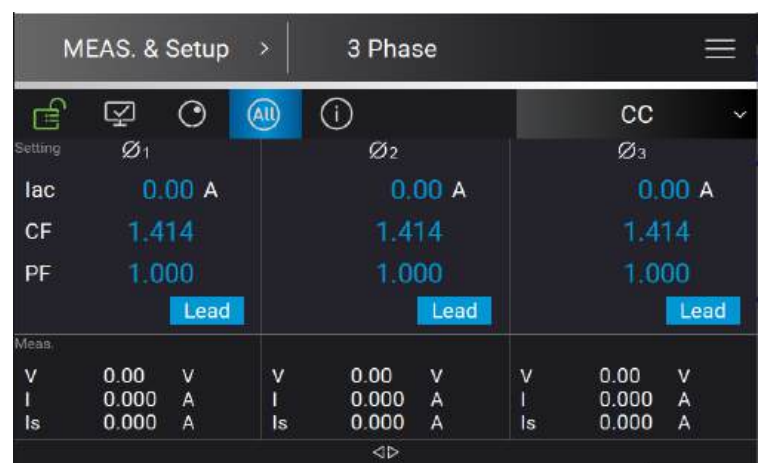 MEAS. & Setup > 3 Phase
All i CC
Setting Ø1 Ø2 Ø3
Iac 0.00 A 0.00 A 0.00 A
CF 1.414 1.414 1.414
PF 1.000 1.000 1.000
Lead Lead Lead
Meas.
V 0.00 V V 0.00 V V 0.00 V
I 0.000 A I 0.000 A I 0.000 A
Is 0.000 A Is 0.000 A Is 0.000 A